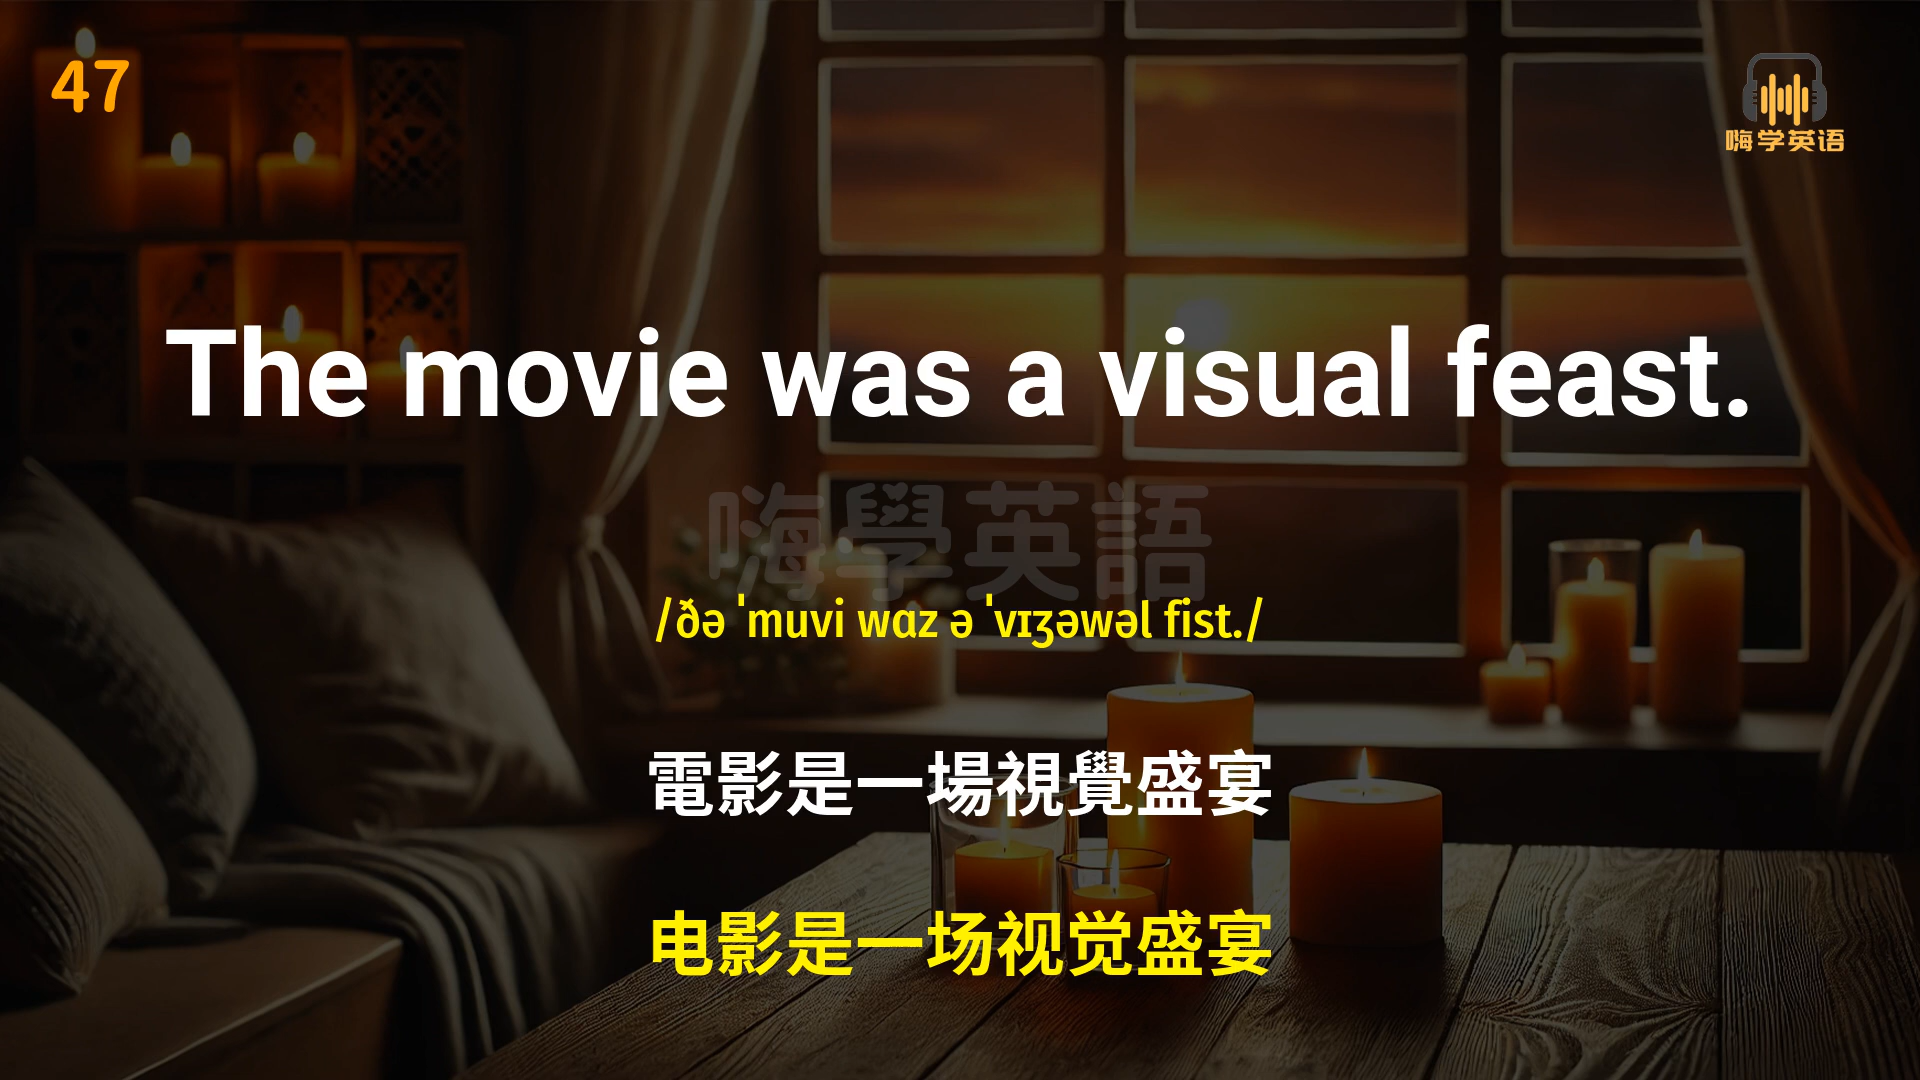 47
嗨学英语
The movie was a visual feast.
嗨學英語
/ðə ˈmuvi wɑz ə ˈvɪʒəwəl fist./
電影是一場視覺盛宴
电影是一场视觉盛宴